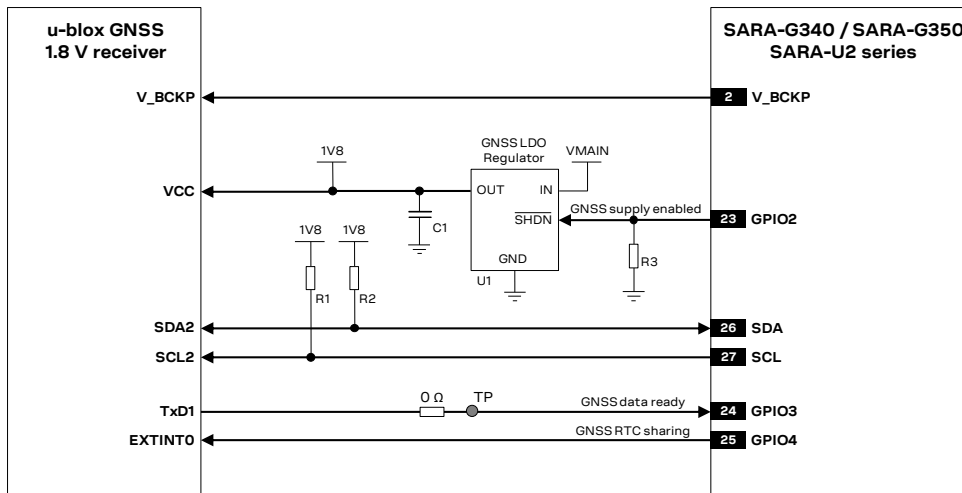 u-blox GNSS
1.8 V receiver
SARA-G340 / SARA-G350
SARA-U2 series
V_BCKP
2 V_BCKP
GNSS LDO
Regulator
VMAIN
1V8
VCC
OUT
IN
C1
SHDN
GNSS supply enabled
23 GPIO2
GND
U1
R3
1V8
1V8
R1
R2
SDA2
26 SDA
SCL2
27 SCL
0 Ω
TP
TxD1
GNSS data ready
24 GPIO3
EXTINT0
GNSS RTC sharing
25 GPIO4